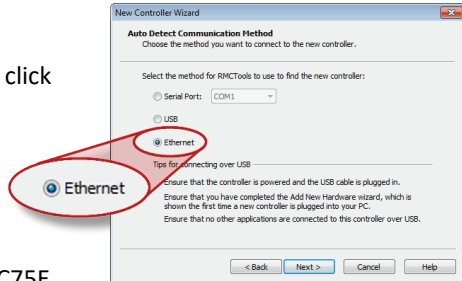 New Controller Wizard
Auto Detect Communication Method
Choose the method you want to connect to the new controller.
click
Select the method for RMCTools to use to find the new controller:
Serial Port: COM1
USB
Ethernet
Tips for connecting over USB
Ethernet
Ensure that the controller is powered and the USB cable is plugged in.
Ensure that you have completed the Add New Hardware wizard, which is
shown the first time a new controller is plugged into your PC.
Ensure that no other applications are connected to this controller over USB.
< Back Next > Cancel Help
C75E